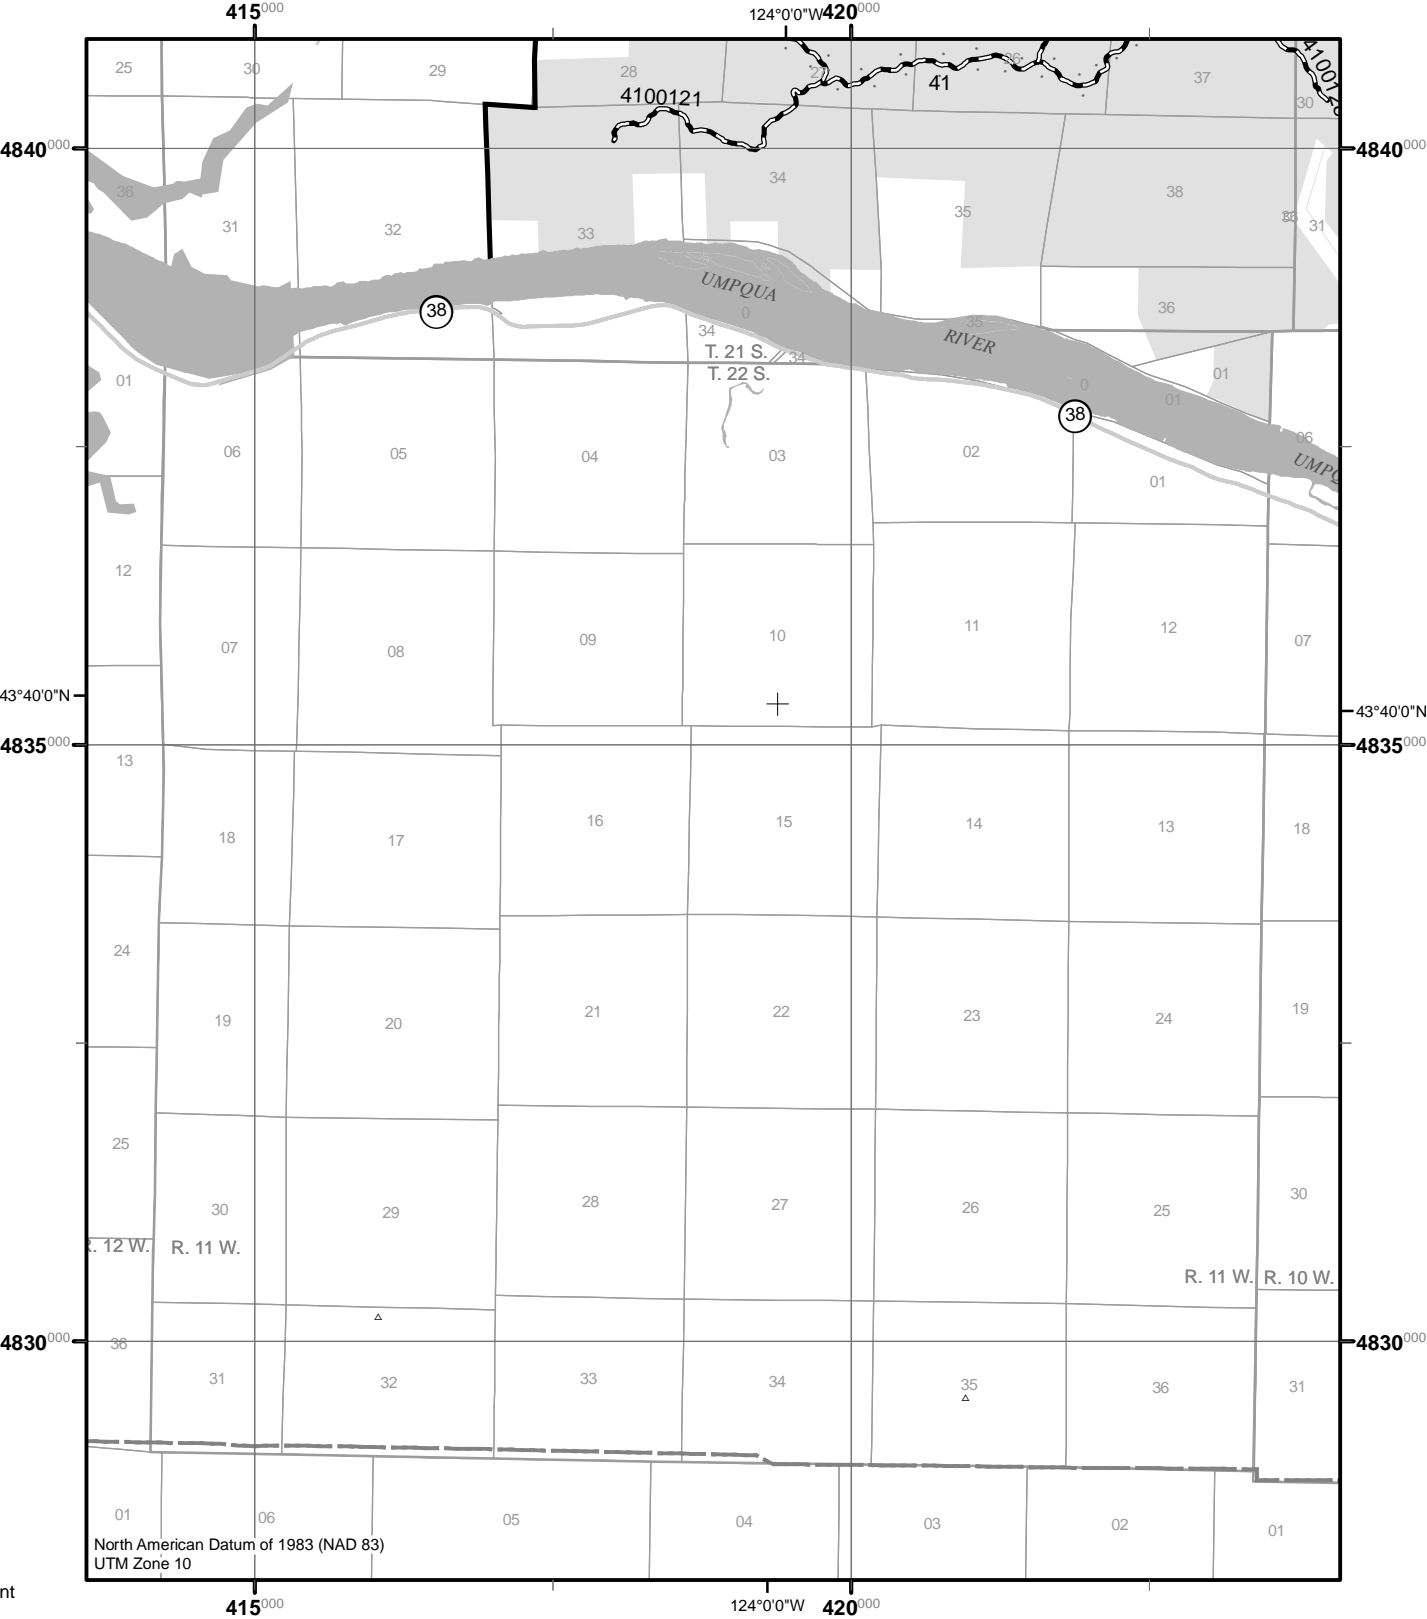 415000 124°0'0"W 420000
25 30 29 28 27 26 37
4100121 41 4100123 30
4840000 4840000
36 31 32 33 34 35 38 36 31
UMPQUA
38 0 34 35 36
RIVER
T. 21 S. 34
T. 22 S.
01 0 01 01
38
06 05 04 03 02 01 06
UMPQ
12 07 08 09 10 11 12 07
43°40'0"N 43°40'0"N
4835000 4835000
13 18 17 16 15 14 13 18
24 19 20 21 22 23 24 19
25 30 29 28 27 26 25 30
R. 12 W. R. 11 W. R. 11 W. R. 10 W.
4830000 4830000
36 31 32 33 34 35 36 31
01 06 05 04 03 02 01
North American Datum of 1983 (NAD 83)
UTM Zone 10
nt
415000 124°0'0"W 420000